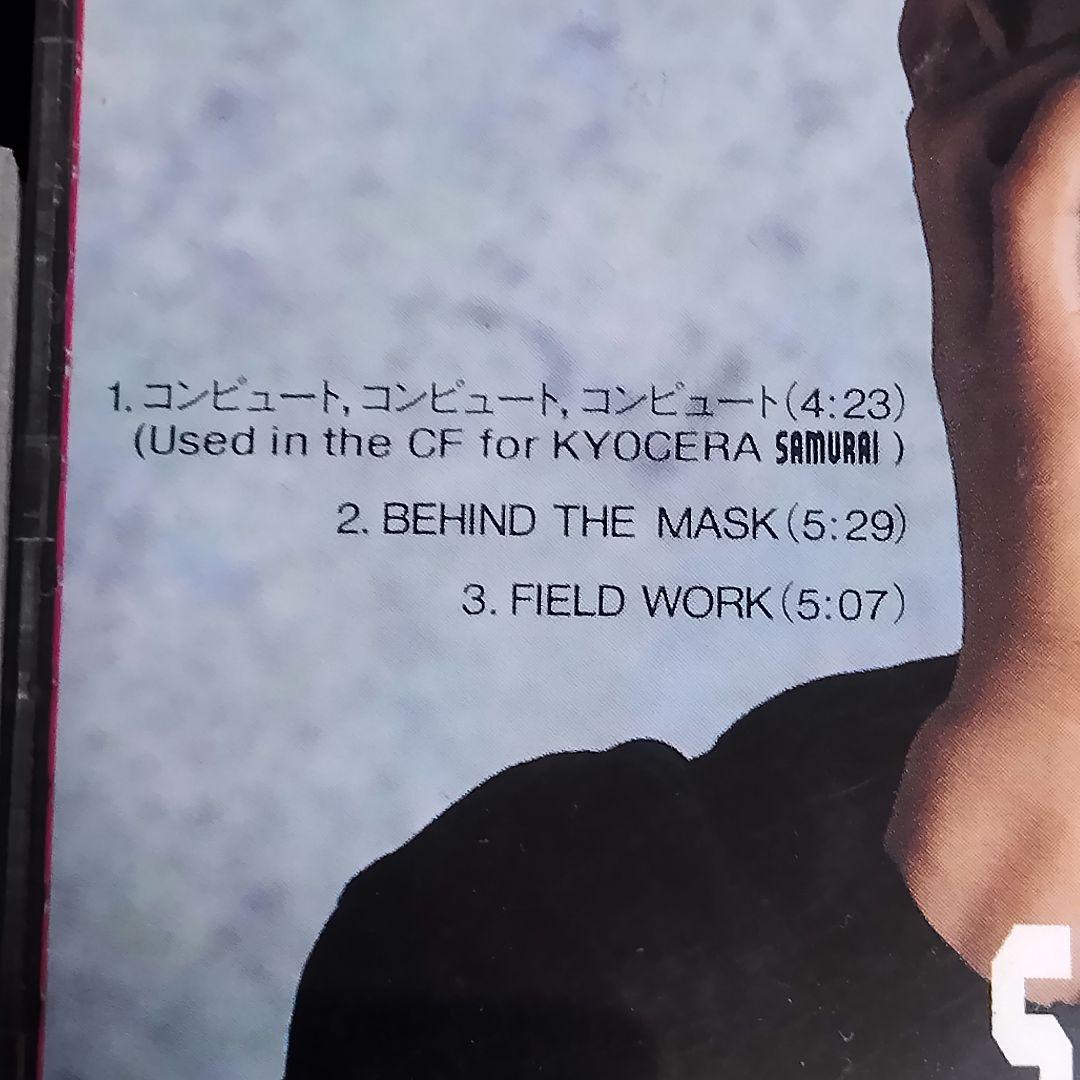 1. コンピュート, コンピュート, コンピュート(4:23)
(Used in the CF for KYOCERA SAMURAI )
2. BEHIND THE MASK(5:29)
3. FIELD WORK(5:07)
S